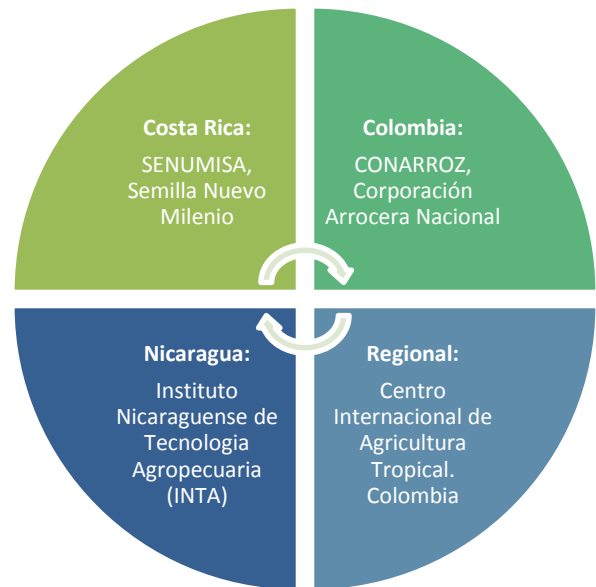 Costa Rica:
SENUMISA,
Semilla Nuevo
Milenio
Colombia:
CONARROZ,
Corporación
Arrocera Nacional
Nicaragua:
Instituto
Nicaraguense de
Tecnologia
Agropecuaria
(INTA)
Regional:
Centro
Internacional de
Agricultura
Tropical.
Colombia